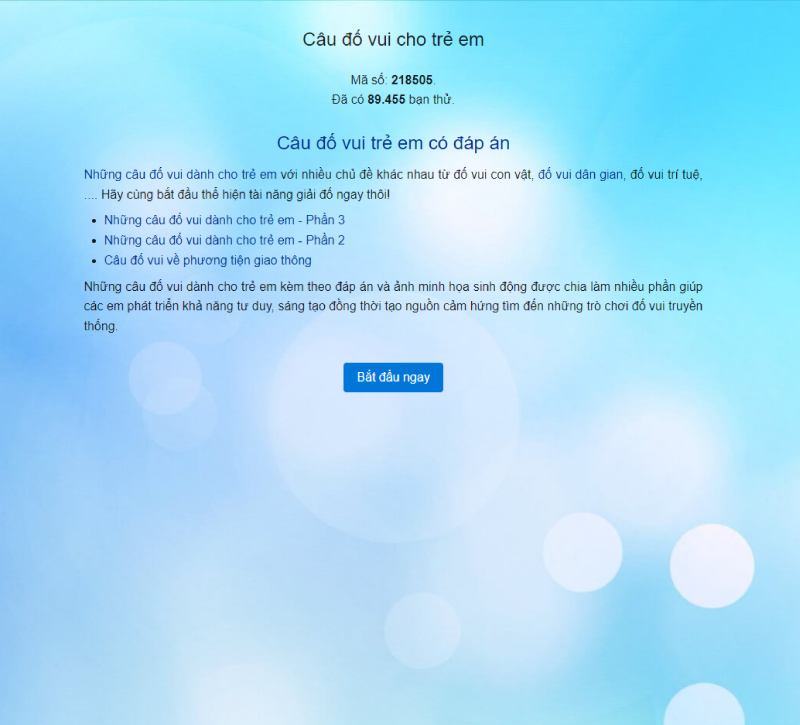 Câu đố vui cho trẻ em
Mã số: 218505.
Đã có 89.455 bạn thử.
Câu đố vui trẻ em có đáp án
Những câu đố vui dành cho trẻ em với nhiều chủ đề khác nhau từ đố vui con vật, đố vui dân gian, đố vui trí tuệ,
.... Hãy cùng bắt đầu thể hiện tài năng giải đố ngay thôi!
• Những câu đố vui dành cho trẻ em - Phần 3
• Những câu đố vui dành cho trẻ em - Phần 2
• Câu đố vui về phương tiện giao thông
Những câu đố vui dành cho trẻ em kèm theo đáp án và ảnh minh họa sinh động được chia làm nhiều phần giúp
các em phát triển khả năng tư duy, sáng tạo đồng thời tạo nguồn cảm hứng tìm đến những trò chơi đố vui truyền
thống.
Bắt đầu ngay